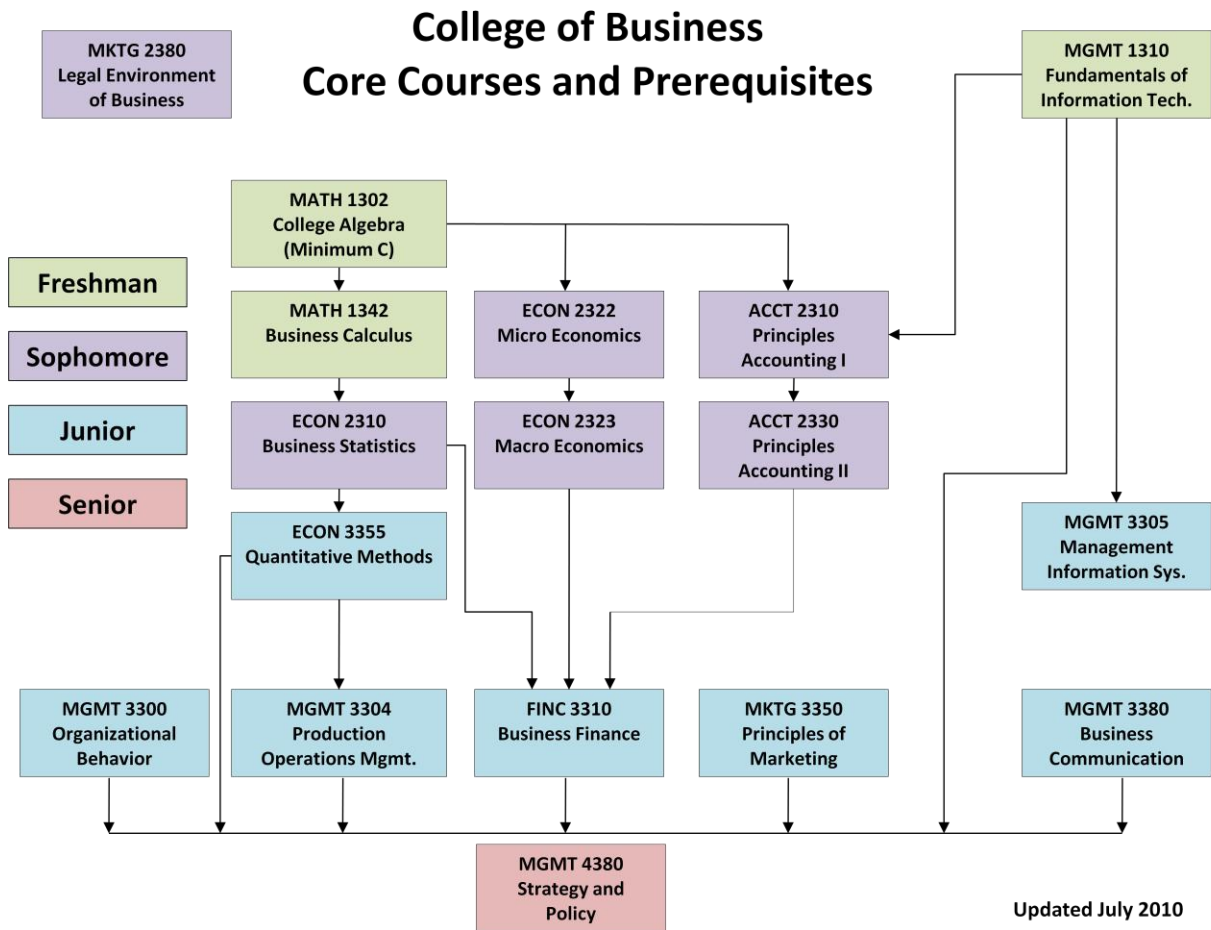 College of Business
Core Courses and Prerequisites
MKTG 2380
Legal Environment
of Business
MGMT 1310
Fundamentals of
Information Tech.
MATH 1302
College Algebra
(Minimum C)
Freshman
Sophomore
Junior
Senior
MATH 1342
Business Calculus
ECON 2322
Micro Economics
ACCT 2310
Principles
Accounting I
ECON 2310
Business Statistics
ECON 2323
Macro Economics
ACCT 2330
Principles
Accounting II
ECON 3355
Quantitative Methods
MGMT 3305
Management
Information Sys.
MGMT 3300
Organizational
Behavior
MGMT 3304
Production
Operations Mgmt.
FINC 3310
Business Finance
MKTG 3350
Principles of
Marketing
MGMT 3380
Business
Communication
MGMT 4380
Strategy and
Policy
Updated July 2010